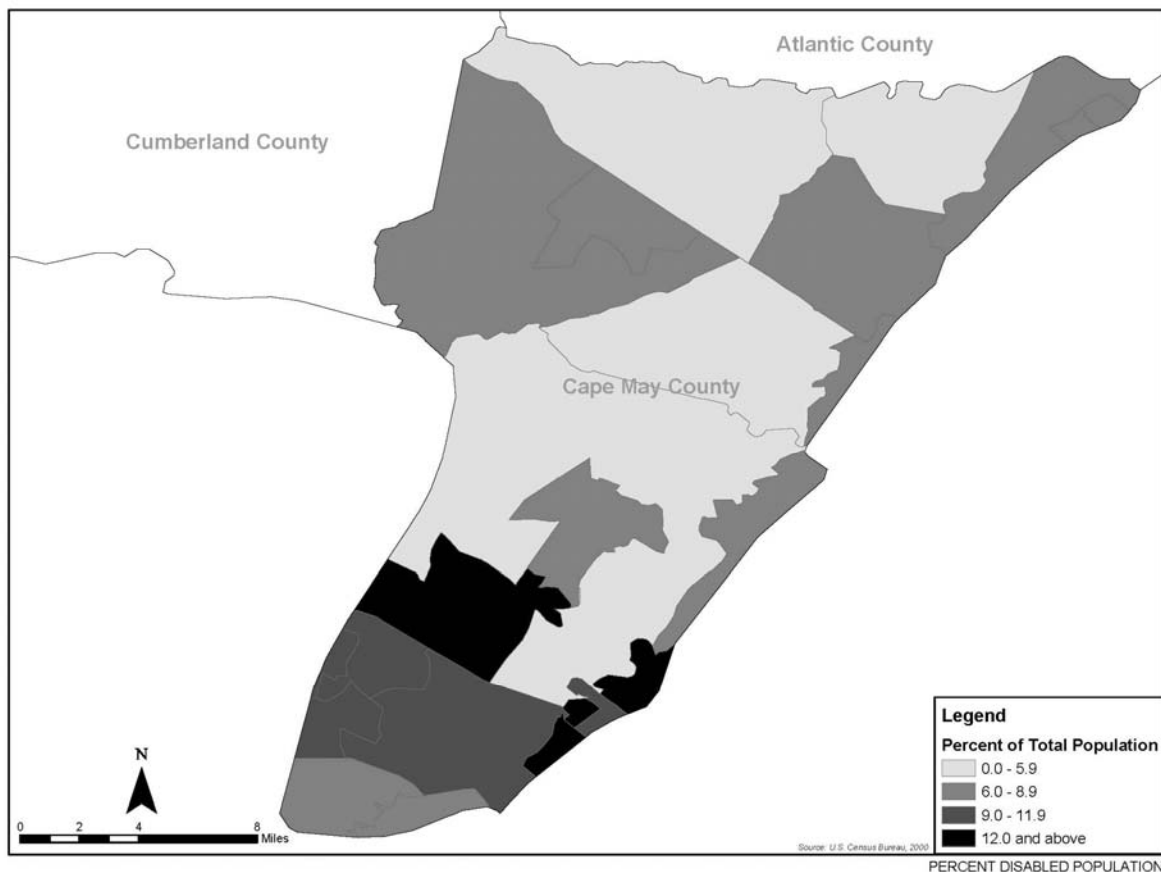 Atlantic County
Cumberland County
Cape May County
N
0 2 4 8
Miles
Legend
Percent of Total Population
0.0 - 5.9
6.0 - 8.9
9.0 - 11.9
12.0 and above
Source: U.S. Census Bureau, 2000
PERCENT DISABLED POPULATION